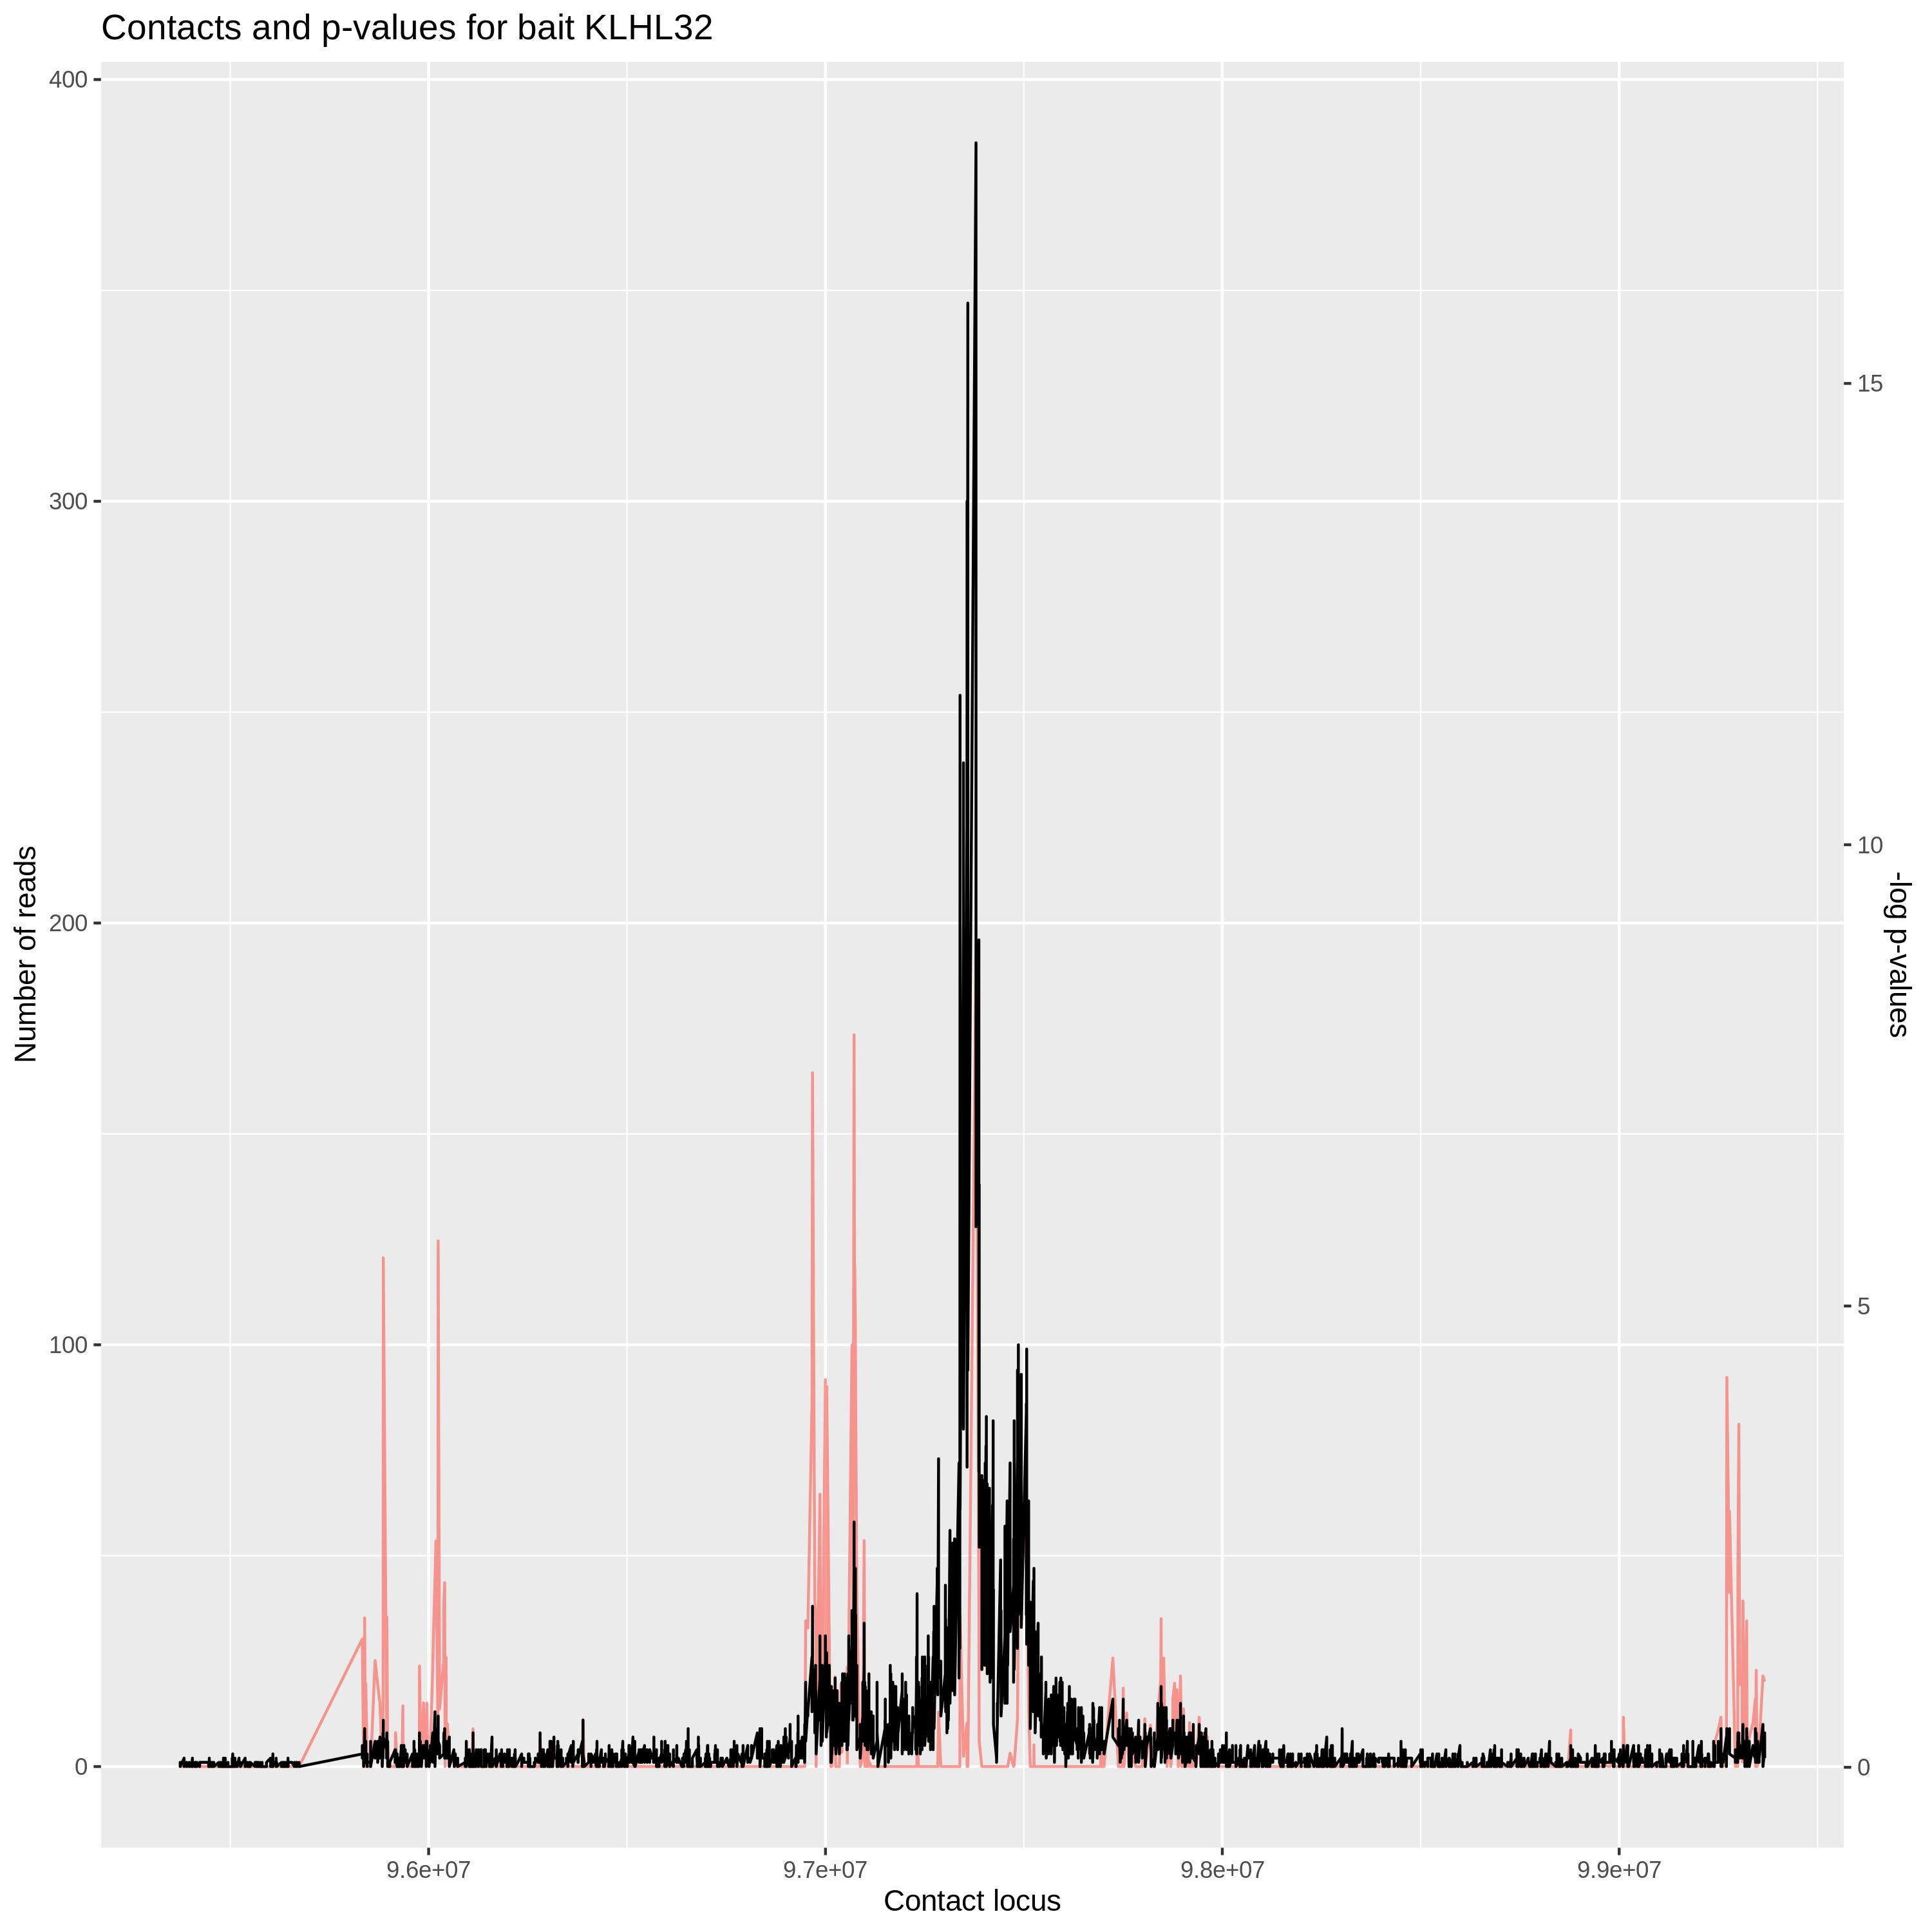 Contacts and p-values for bait KLHL32
400
300
200
100
0
Number of reads
15
10
5
0
-log p-values
9.6e+07
9.7e+07
9.8e+07
9.9e+07
Contact locus